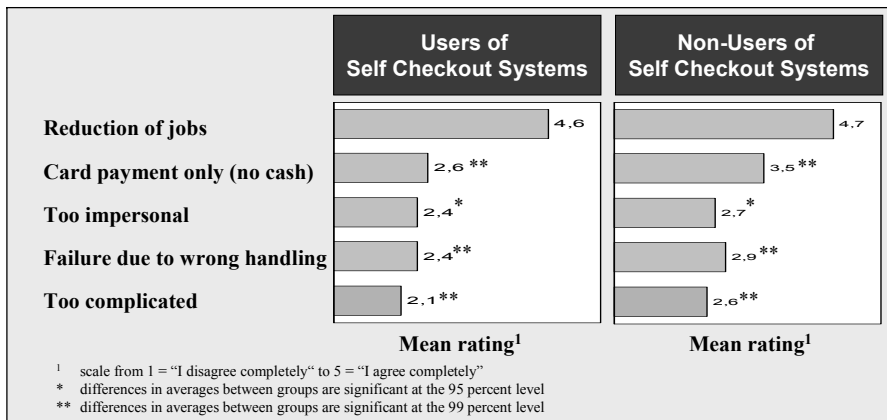 Users of
Self Checkout Systems
Non-Users of
Self Checkout Systems
Reduction of jobs 4,6 4,7
Card payment only (no cash) 2,6 ** 3,5 **
Too impersonal 2,4 * 2,7 *
Failure due to wrong handling 2,4 ** 2,9 **
Too complicated 2,1 ** 2,6 **
Mean rating¹ Mean rating¹
¹ scale from 1 = “I disagree completely“ to 5 = “I agree completely”
* differences in averages between groups are significant at the 95 percent level
** differences in averages between groups are significant at the 99 percent level